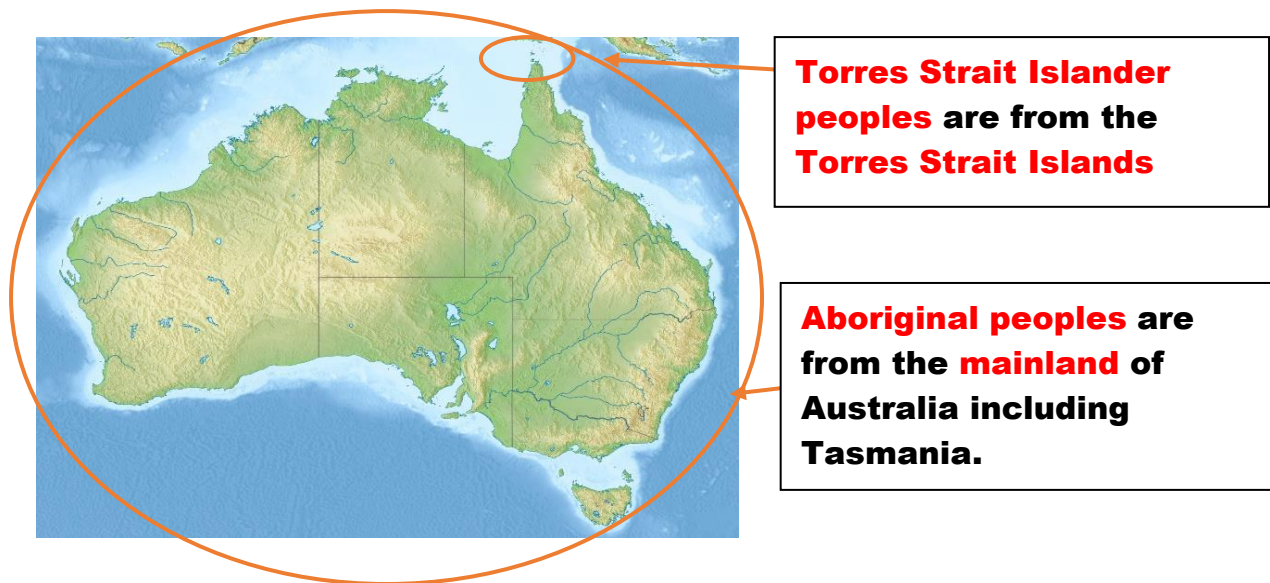 Torres Strait Islander
peoples are from the
Torres Strait Islands
Aboriginal peoples are
from the mainland of
Australia including
Tasmania.